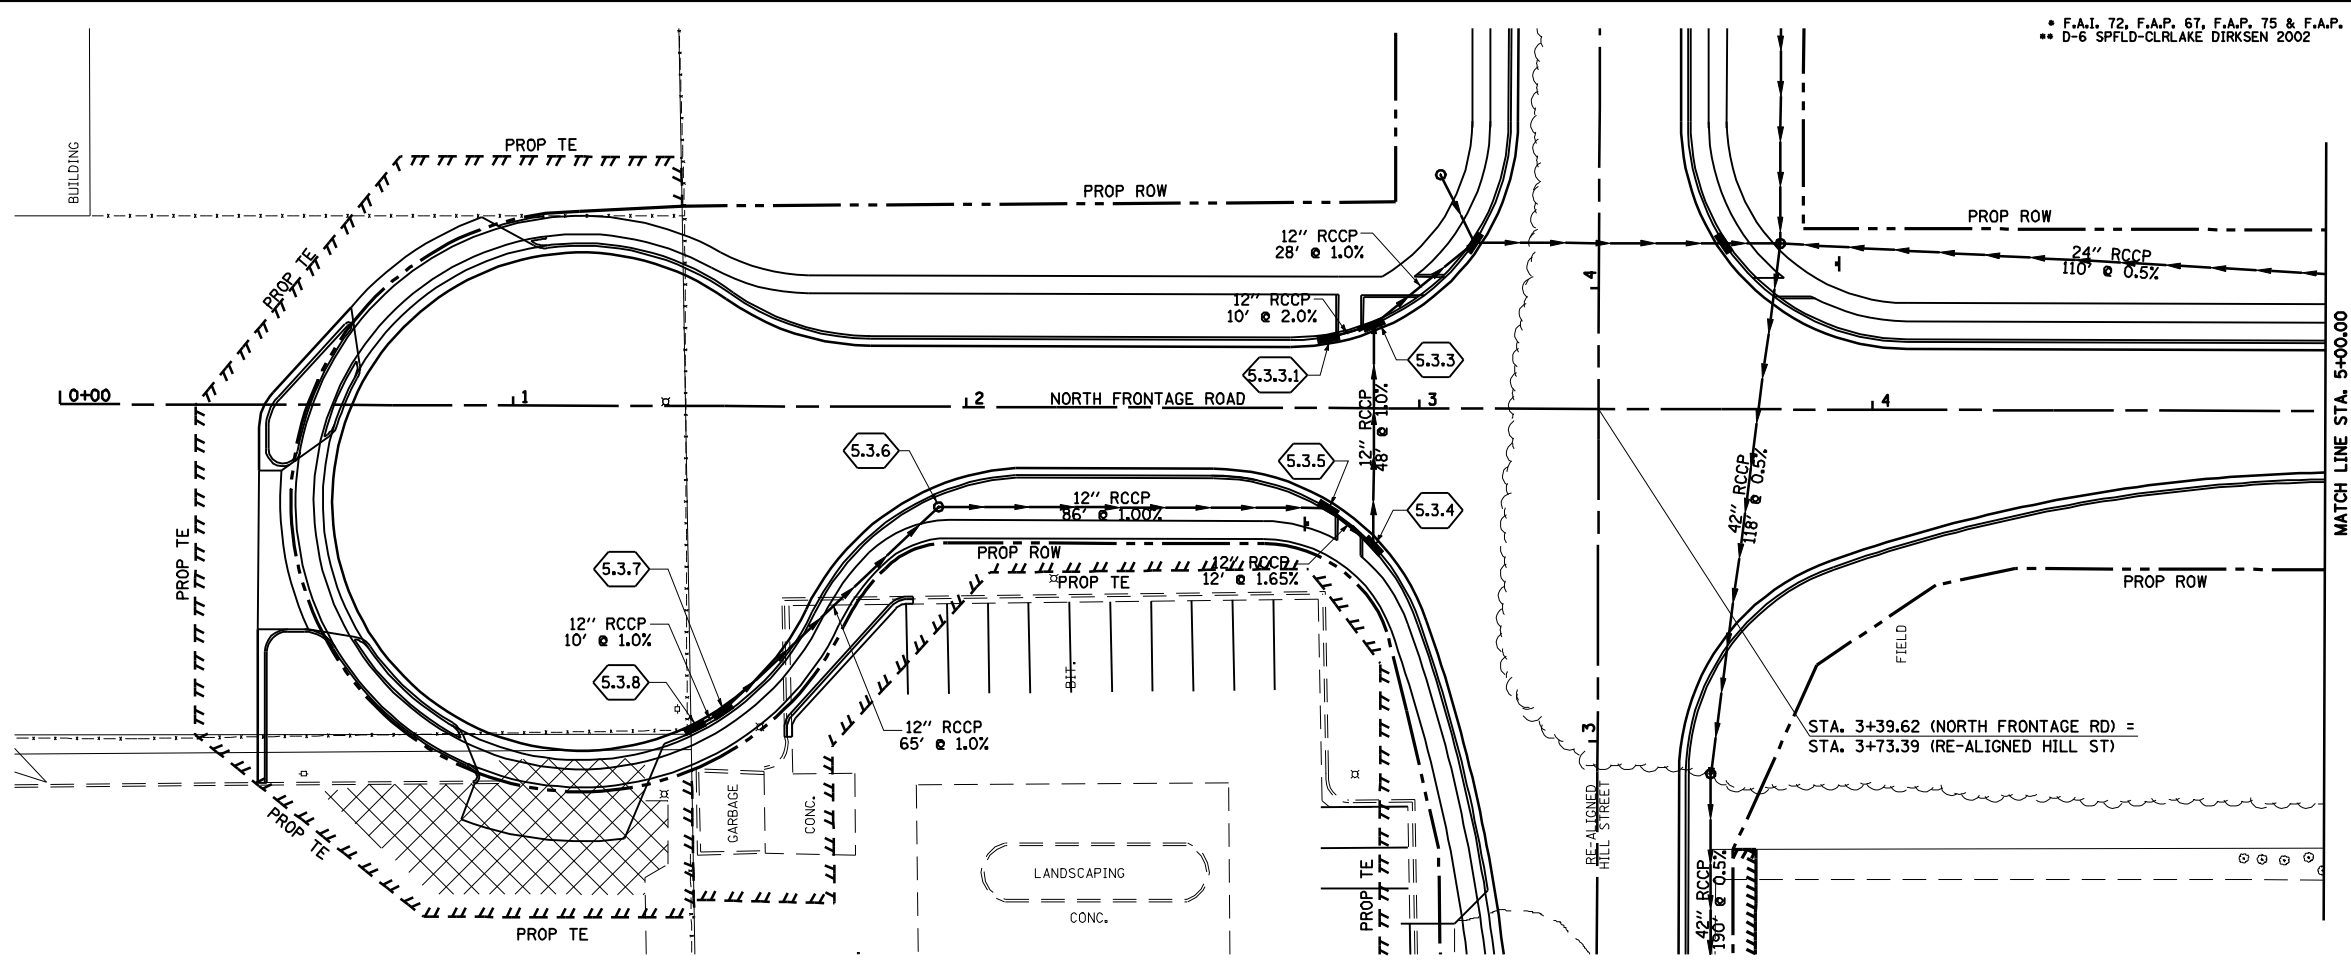 * F.A.I. 72, F.A.P. 67, F.A.P. 75 & F.A.P.
** D-6 SPFLD-CLRLAKE DIRKSEN 2002
BUILDING
PROP TE
PROP ROW
PROP ROW
PROP TE
12" RCCP
28' @ 1.0%
4
24" RCCP
110' @ 0.5%
12" RCCP
10' @ 2.0%
5.3.3
5.3.3.1
MATCH LINE STA. 5+00.00
0+00
1
2
NORTH FRONTAGE ROAD
3
4
12" RCCP
48' @ 1.0%
5.3.6
5.3.5
12" RCCP
86' @ 1.00%
5.3.4
42" RCCP
118' @ 0.5%
PROP TE
PROP ROW
12" RCCP
12' @ 1.65%
PROP TE
5.3.7
PROP ROW
12" RCCP
10' @ 1.0%
FIELD
BIT.
5.3.8
12" RCCP
65' @ 1.0%
3
STA. 3+39.62 (NORTH FRONTAGE RD) =
STA. 3+73.39 (RE-ALIGNED HILL ST)
PROP TE
GARBAGE
CONC.
RE-ALIGNED
HILL STREET
LANDSCAPING
CONC.
PROP TE
42" RCCP
190' @ 0.5%
PROP TE